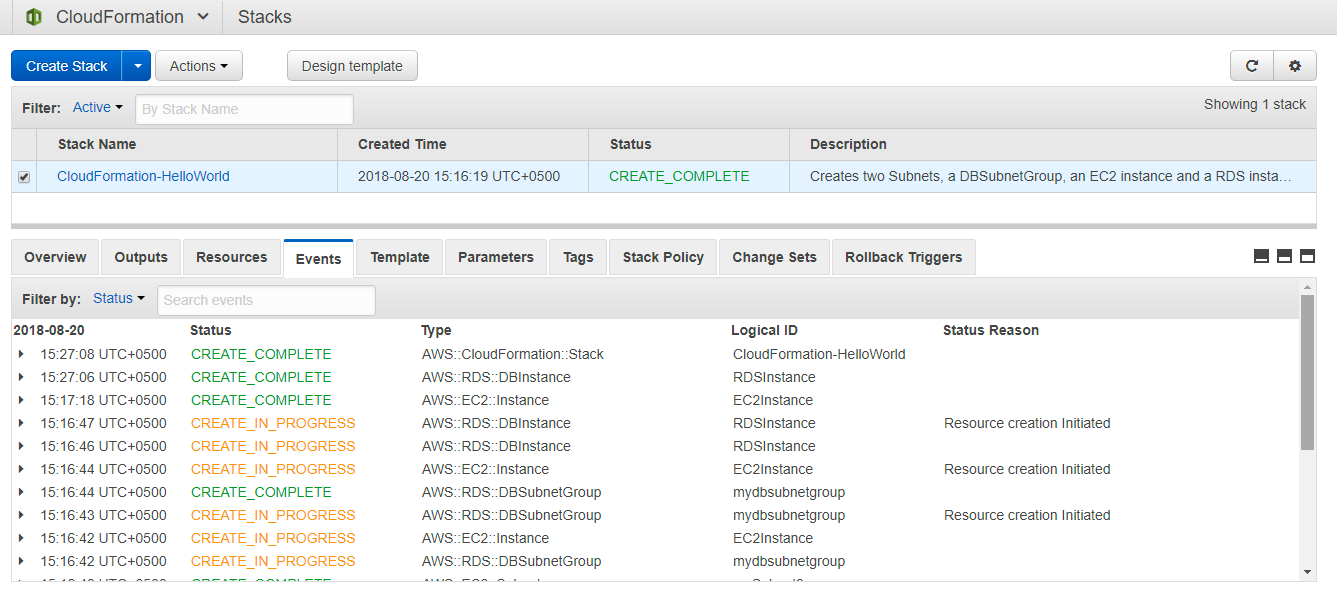 CloudFormation Stacks
Create Stack Actions Design template
Filter: Active By Stack Name Showing 1 stack
Stack Name Created Time Status Description
CloudFormation-HelloWorld 2018-08-20 15:16:19 UTC+0500 CREATE_COMPLETE Creates two Subnets, a DBSubnetGroup, an EC2 instance and a RDS insta…
Overview Outputs Resources Events Template Parameters Tags Stack Policy Change Sets Rollback Triggers
Filter by: Status Search events
2018-08-20 Status Type Logical ID Status Reason
15:27:08 UTC+0500 CREATE_COMPLETE AWS::CloudFormation::Stack CloudFormation-HelloWorld
15:27:06 UTC+0500 CREATE_COMPLETE AWS::RDS::DBInstance RDSInstance
15:17:18 UTC+0500 CREATE_COMPLETE AWS::EC2::Instance EC2Instance
15:16:47 UTC+0500 CREATE_IN_PROGRESS AWS::RDS::DBInstance RDSInstance Resource creation Initiated
15:16:46 UTC+0500 CREATE_IN_PROGRESS AWS::RDS::DBInstance RDSInstance
15:16:44 UTC+0500 CREATE_IN_PROGRESS AWS::EC2::Instance EC2Instance Resource creation Initiated
15:16:44 UTC+0500 CREATE_COMPLETE AWS::RDS::DBSubnetGroup mydbsubnetgroup
15:16:43 UTC+0500 CREATE_IN_PROGRESS AWS::RDS::DBSubnetGroup mydbsubnetgroup Resource creation Initiated
15:16:42 UTC+0500 CREATE_IN_PROGRESS AWS::EC2::Instance EC2Instance
15:16:42 UTC+0500 CREATE_IN_PROGRESS AWS::RDS::DBSubnetGroup mydbsubnetgroup